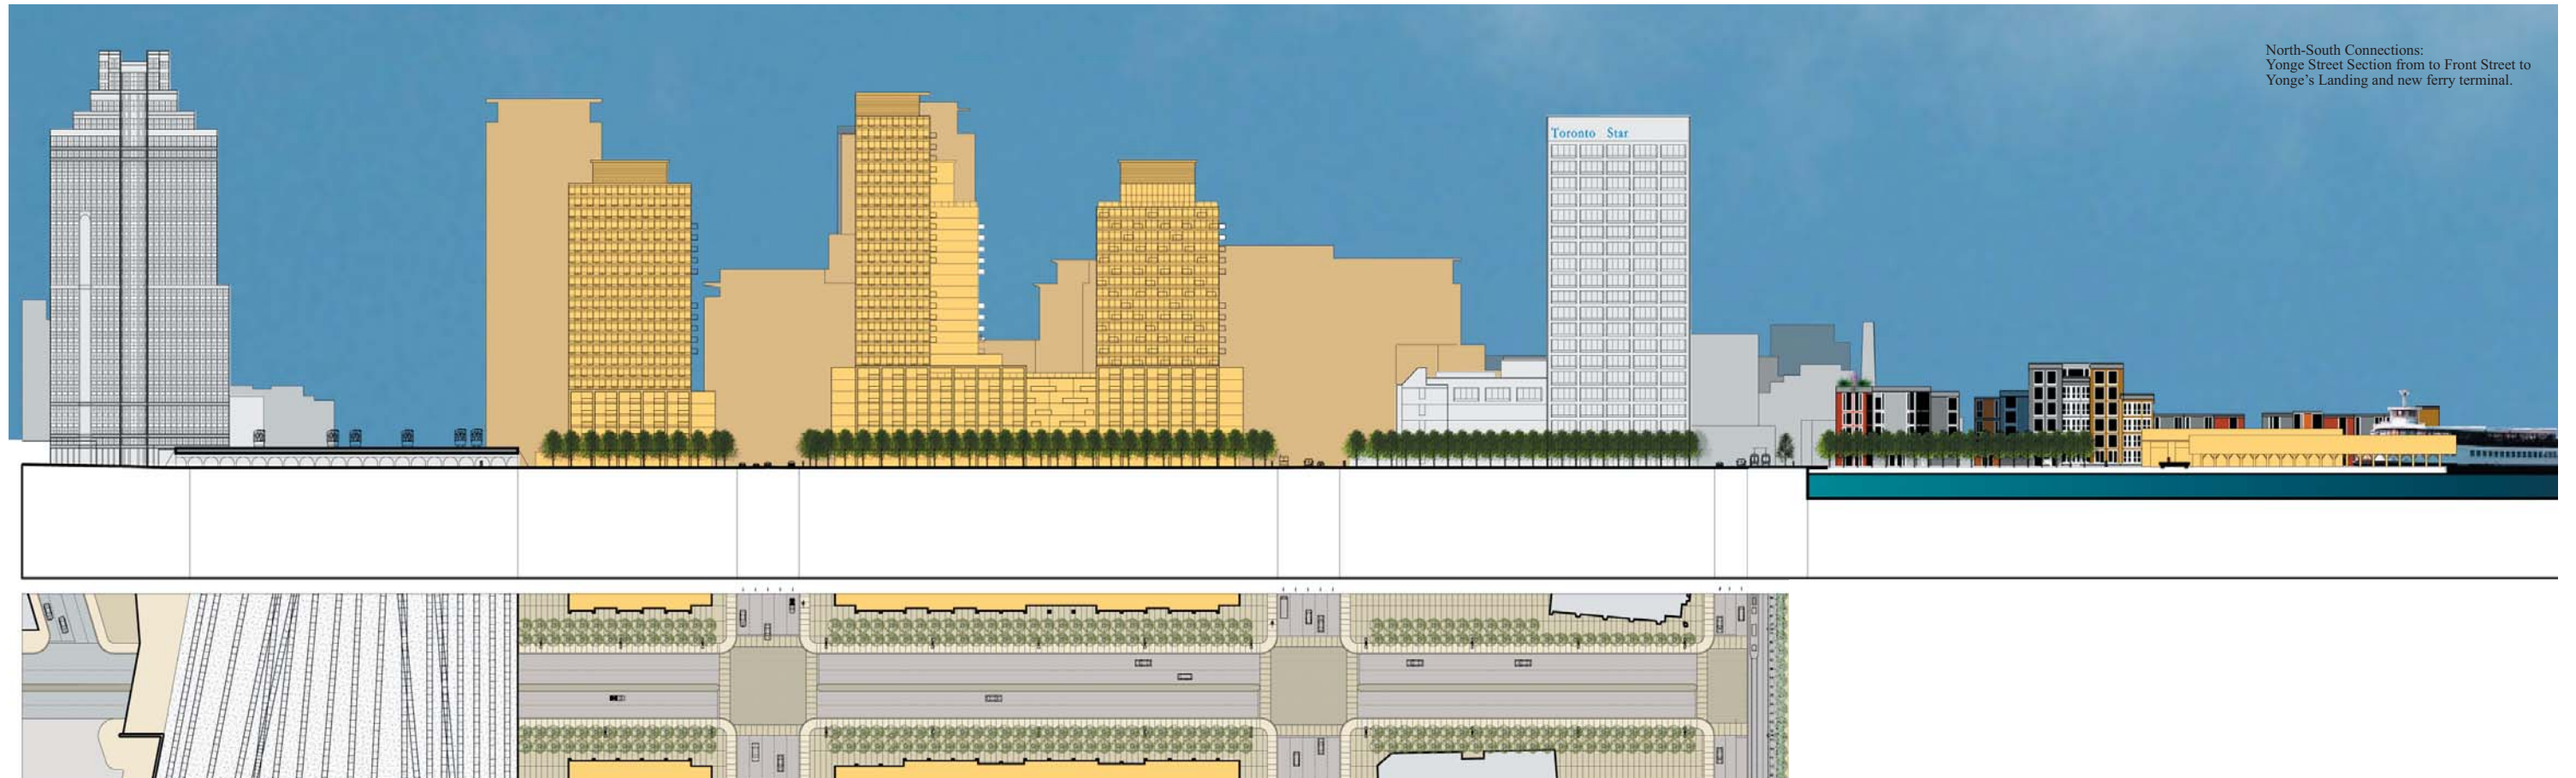 North-South Connections:
Yonge Street Section from to Front Street to
Yonge's Landing and new ferry terminal.
Toronto Star